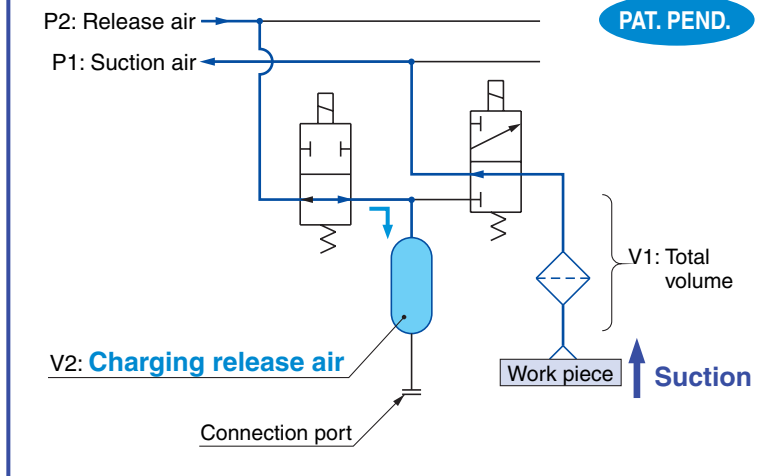 P2: Release air
PAT. PEND.
P1: Suction air
V1: Total
volume
V2: Charging release air
Work piece
Suction
Connection port